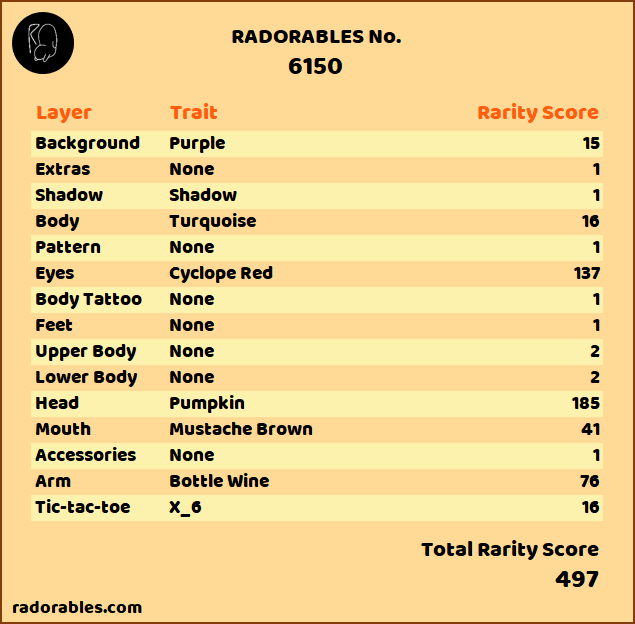 RADORABLES No.
6150
Layer Trait Rarity Score
Background Purple 15
Extras None 1
Shadow Shadow 1
Body Turquoise 16
Pattern None 1
Eyes Cyclope Red 137
Body Tattoo None 1
Feet None 1
Upper Body None 2
Lower Body None 2
Head Pumpkin 185
Mouth Mustache Brown 41
Accessories None 1
Arm Bottle Wine 76
Tic-tac-toe X_6 16
Total Rarity Score
497
radorables.com